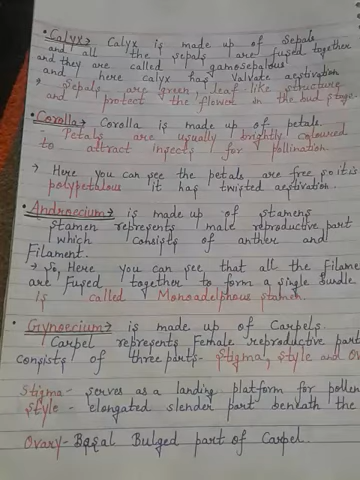 • Calyx → Calyx is made up of Sepals
and all the sepals are fused together
and they are called gamosepalous
and here calyx has valvate aestivation
→ Sepals are green, leaf like structure
and protect the flower in the bud stage.
• Corolla → Corolla is made up of petals.
Petals are usually brightly coloured
to attract insects for pollination.
→ Here you can see the petals are free so it is
polypetalous it has twisted aestivation.
• Androecium → is made up of stamens
stamen represents male reproductive part
which consists of anther and
Filament.
→ So, Here you can see that all the Filame
are Fused together to form a single Bundle
is called Monoadelphous stamen.
• Gynoecium → is made up of Carpels
Carpel represents Female reproductive part
consists of three parts- Stigma, Style and Ov
Stigma - serves as a landing platform for pollen
Style - elongated slender part beneath the
Ovary - Basal Bulged part of Carpel.